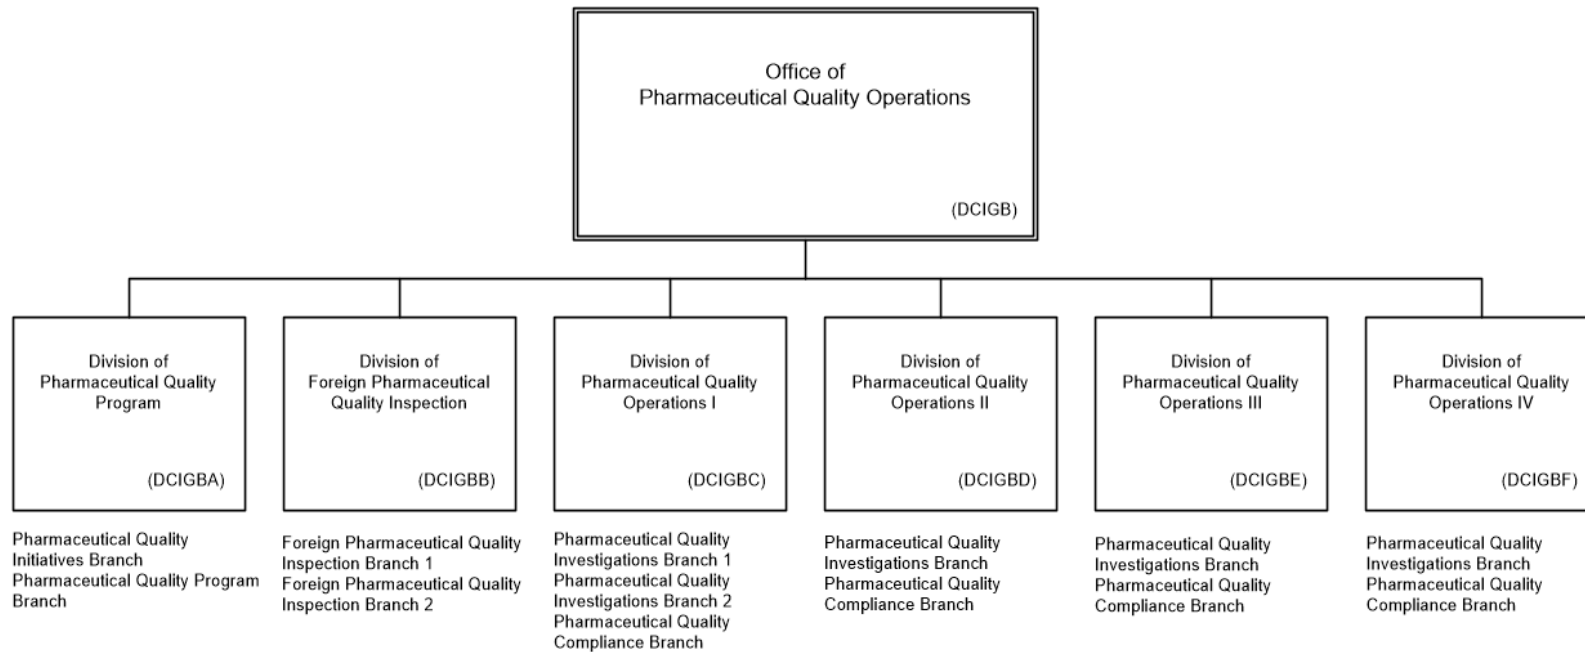 Office of
Pharmaceutical Quality Operations
(DCIGB)
Division of
Pharmaceutical Quality
Program
(DCIGBA)
Pharmaceutical Quality
Initiatives Branch
Pharmaceutical Quality Program
Branch
Division of
Foreign Pharmaceutical
Quality Inspection
(DCIGBB)
Foreign Pharmaceutical Quality
Inspection Branch 1
Foreign Pharmaceutical Quality
Inspection Branch 2
Division of
Pharmaceutical Quality
Operations I
(DCIGBC)
Pharmaceutical Quality
Investigations Branch 1
Pharmaceutical Quality
Investigations Branch 2
Pharmaceutical Quality
Compliance Branch
Division of
Pharmaceutical Quality
Operations II
(DCIGBD)
Pharmaceutical Quality
Investigations Branch
Pharmaceutical Quality
Compliance Branch
Division of
Pharmaceutical Quality
Operations III
(DCIGBE)
Pharmaceutical Quality
Investigations Branch
Pharmaceutical Quality
Compliance Branch
Division of
Pharmaceutical Quality
Operations IV
(DCIGBF)
Pharmaceutical Quality
Investigations Branch
Pharmaceutical Quality
Compliance Branch